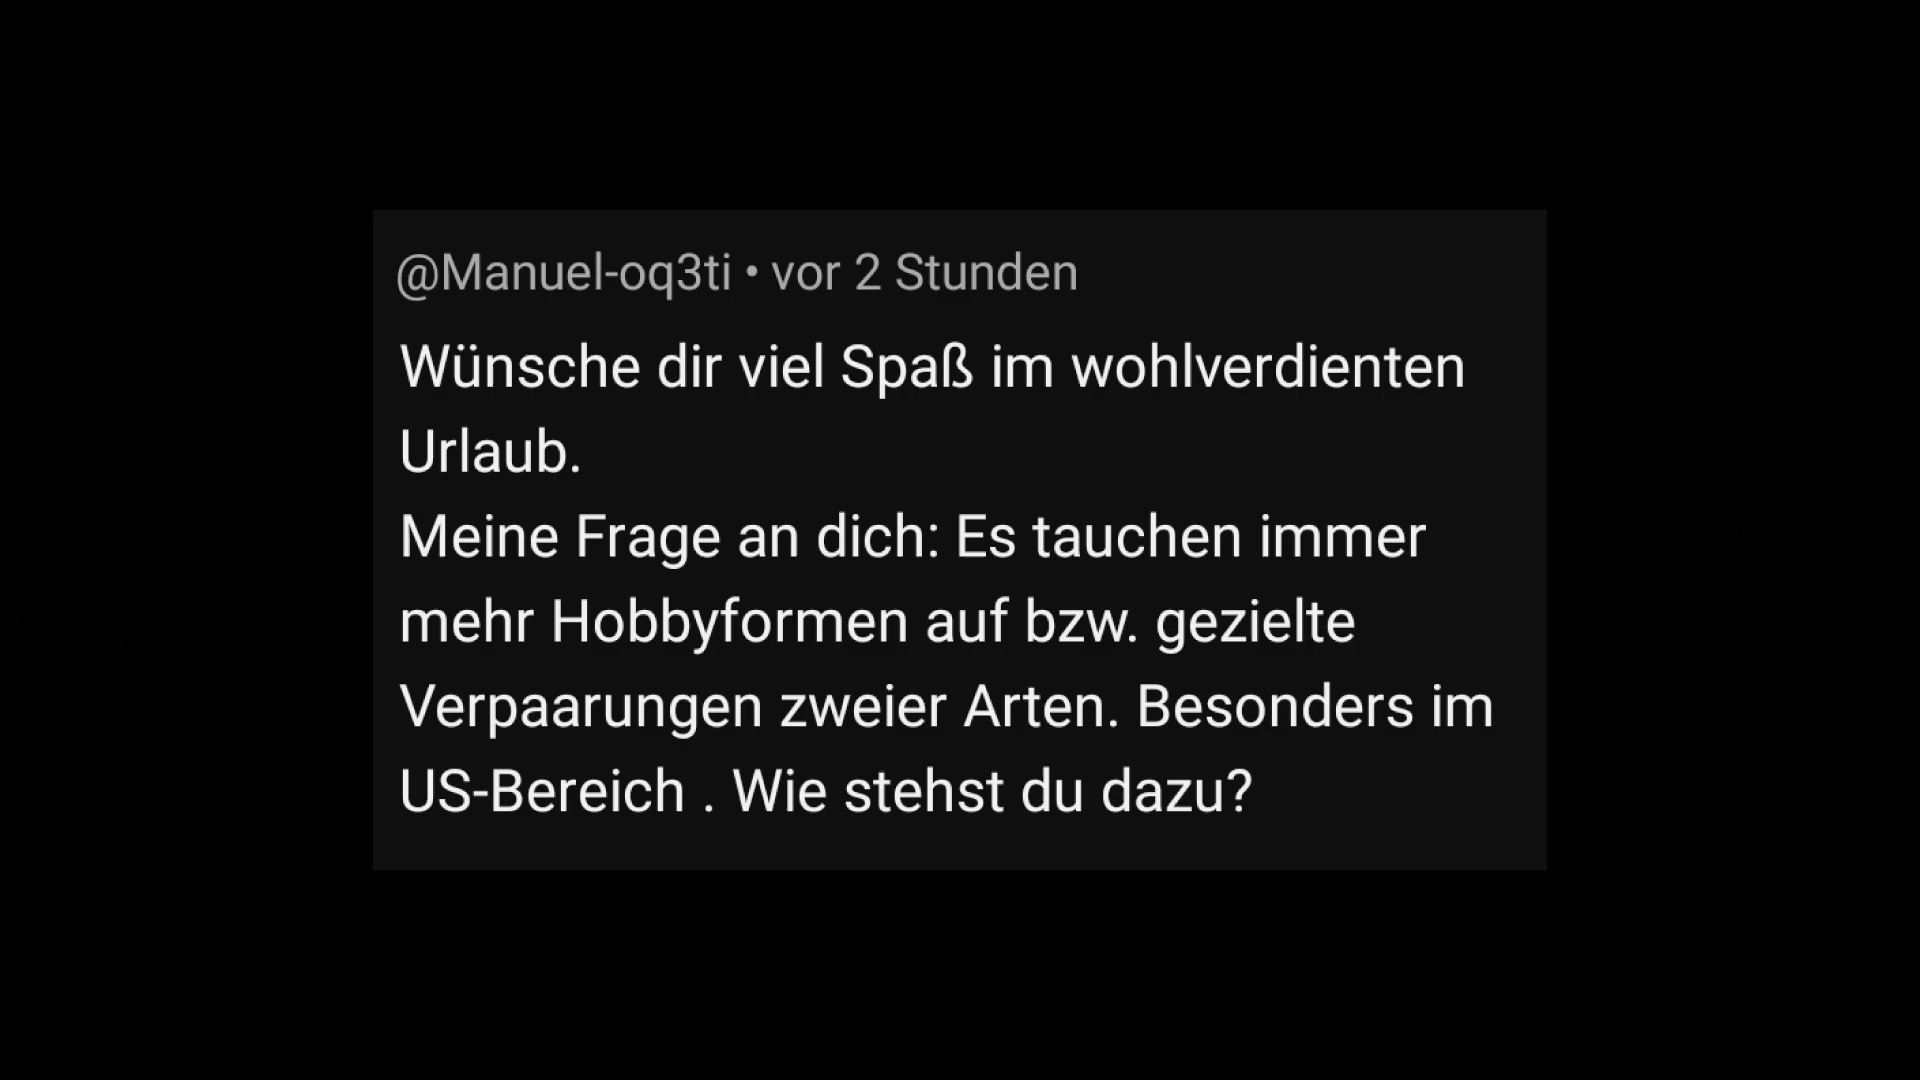 @Manuel-oq3ti • vor 2 Stunden
Wünsche dir viel Spaß im wohlverdienten
Urlaub.
Meine Frage an dich: Es tauchen immer
mehr Hobbyformen auf bzw. gezielte
Verpaarungen zweier Arten. Besonders im
US-Bereich . Wie stehst du dazu?